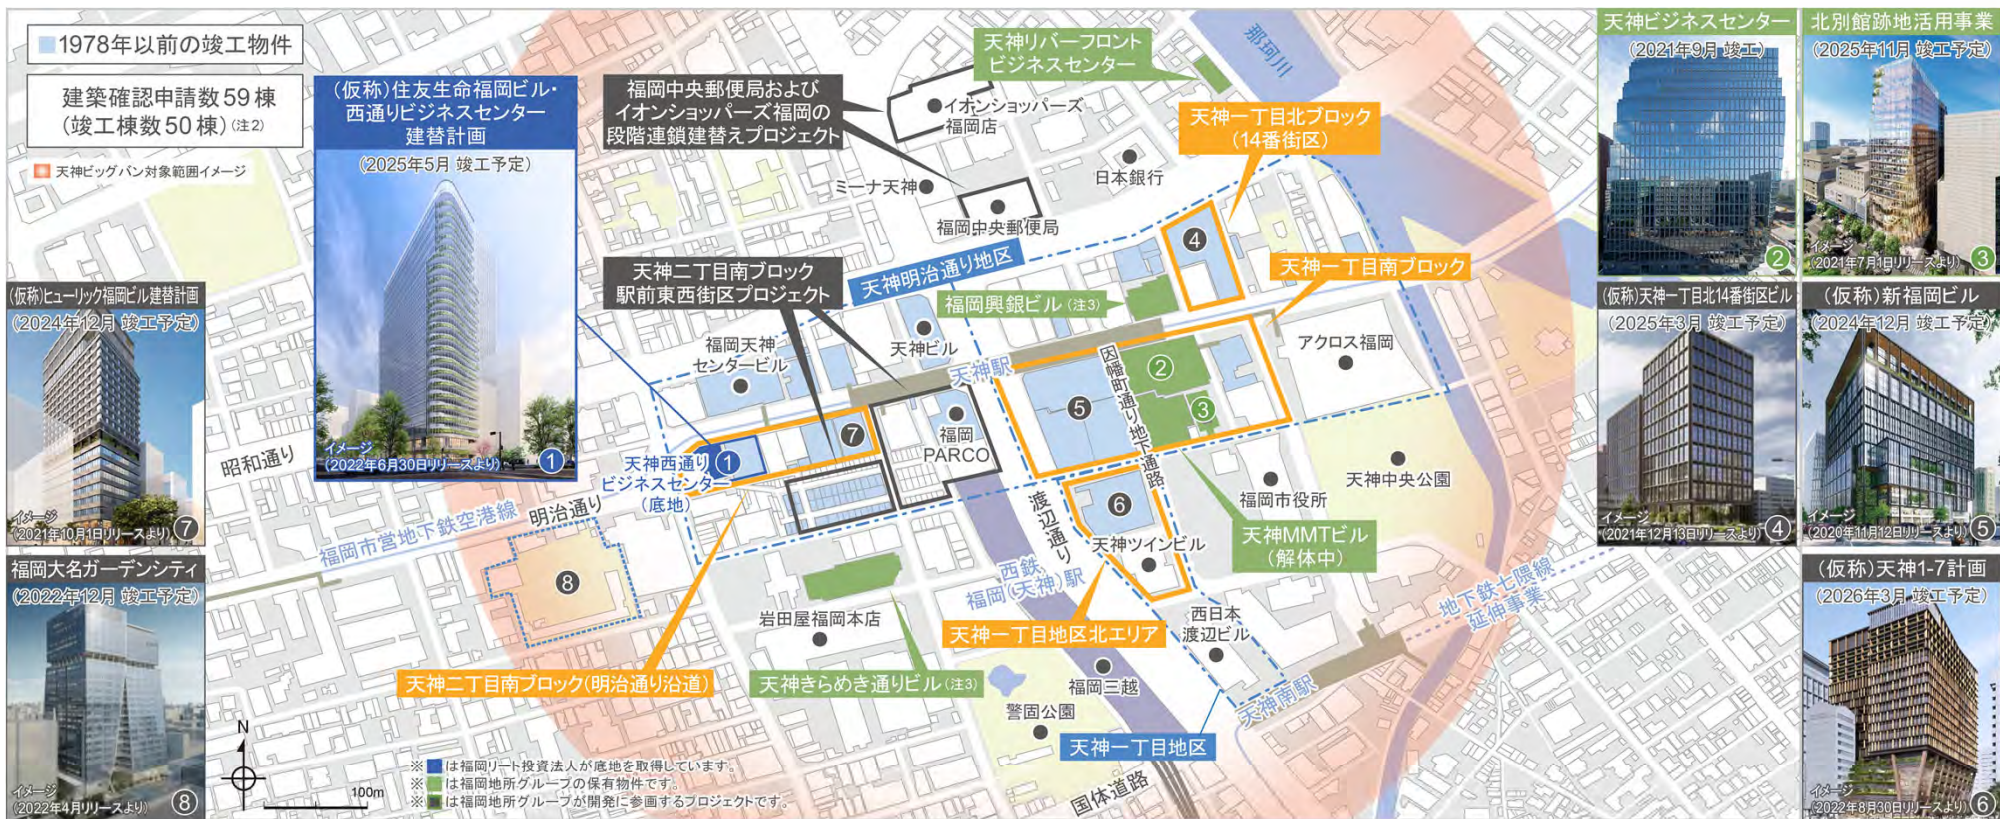 1978年以前の竣工物件
建築確認申請数59棟
(竣工棟数50棟)(注2)
天神ビッグバン対象範囲イメージ
(仮称)住友生命福岡ビル・
西通りビジネスセンター
建替計画
(2025年5月 竣工予定)
イメージ
(2022年6月30日リリースより)
①
(仮称)ヒューリック福岡ビル建替計画
(2024年12月 竣工予定)
イメージ
(2021年10月1日リリースより)
⑦
福岡大名ガーデンシティ
(2022年12月 竣工予定)
イメージ
(2022年4月リリースより)
⑧
福岡中央郵便局および
イオンショッパーズ福岡の
段階連鎖建替えプロジェクト
天神リバーフロント
ビジネスセンター
那珂川
イオンショッパーズ
福岡店
天神一丁目北ブロック
(14番街区)
日本銀行
ミーナ天神
福岡中央郵便局
④
天神明治通り地区
天神二丁目南ブロック
駅前東西街区プロジェクト
天神一丁目南ブロック
福岡興銀ビル(注3)
天神ビル
福岡天神
センタービル
天神駅
因幡町通り地下通路
アクロス福岡
②
③
⑤
⑦
福岡
PARCO
昭和通り
天神西通り
ビジネスセンター
(底地)
①
明治通り
福岡市営地下鉄空港線
福岡市役所
天神中央公園
渡辺通り
⑥
天神ツインビル
天神MMTビル
(解体中)
⑧
西鉄
福岡(天神)駅
地下鉄七隈線
延伸事業
岩田屋福岡本店
天神一丁目地区北エリア
西日本
渡辺ビル
天神二丁目南ブロック(明治通り沿道)
天神きらめき通りビル(注3)
福岡三越
天神南駅
警固公園
天神一丁目地区
国体道路
N
100m
※■は福岡リート投資法人が底地を取得しています。
※■は福岡地所グループの保有物件です。
※■は福岡地所グループが開発に参画するプロジェクトです。
天神ビジネスセンター
(2021年9月 竣工)
②
北別館跡地活用事業
(2025年11月 竣工予定)
イメージ
(2021年7月1日リリースより)
③
(仮称)天神一丁目北14番街区ビル
(2025年3月 竣工予定)
イメージ
(2021年12月13日リリースより)
④
(仮称)新福岡ビル
(2024年12月 竣工予定)
イメージ
(2020年11月12日リリースより)
⑤
(仮称)天神1-7計画
(2026年3月 竣工予定)
イメージ
(2022年8月30日リリースより)
⑥